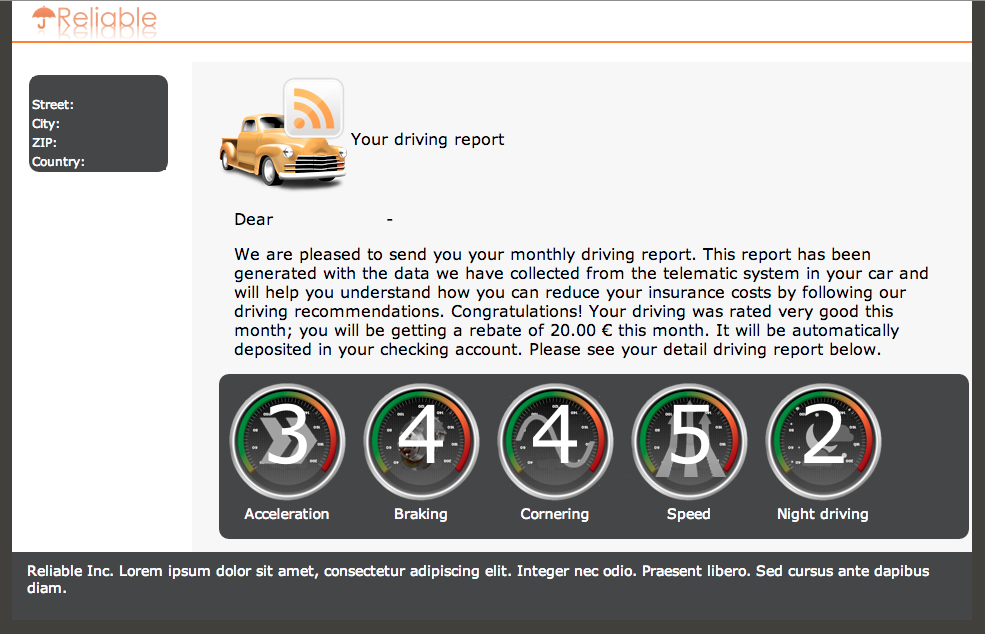 Reliable
Street:
City:
ZIP:
Country:
Your driving report
Dear -
We are pleased to send you your monthly driving report. This report has been
generated with the data we have collected from the telematic system in your car and
will help you understand how you can reduce your insurance costs by following our
driving recommendations. Congratulations! Your driving was rated very good this
month; you will be getting a rebate of 20.00 € this month. It will be automatically
deposited in your checking account. Please see your detail driving report below.
3 4 4 5 2
Acceleration Braking Cornering Speed Night driving
Reliable Inc. Lorem ipsum dolor sit amet, consectetur adipiscing elit. Integer nec odio. Praesent libero. Sed cursus ante dapibus
diam.